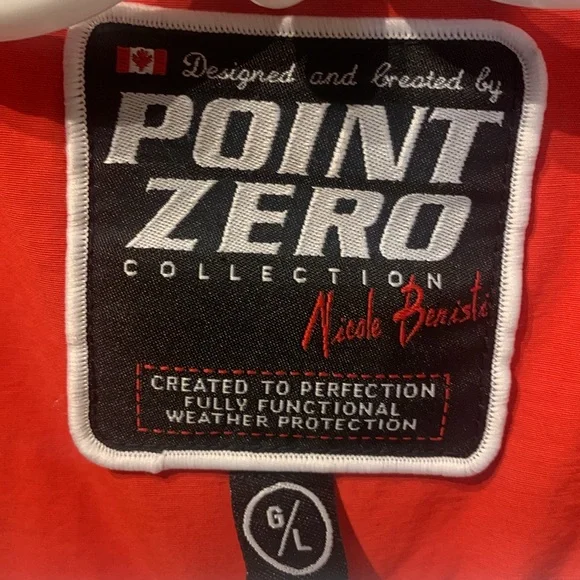 Designed and Created by
POINT
ZERO
COLLECTION
Nicole Benisti
CREATED TO PERFECTION
FULLY FUNCTIONAL
WEATHER PROTECTION
G/L